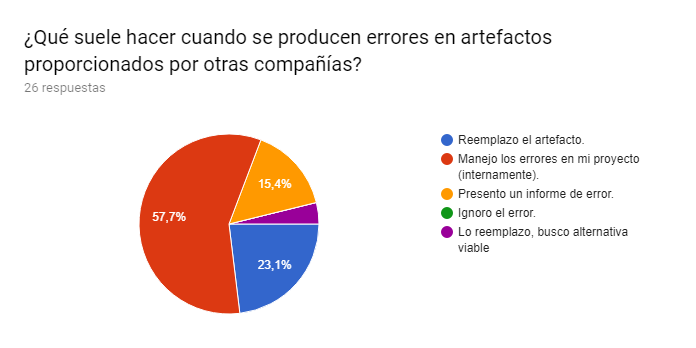 ¿Qué suele hacer cuando se producen errores en artefactos
proporcionados por otras compañías?
26 respuestas
15,4%
57,7%
23,1%
Reemplazo el artefacto.
Manejo los errores en mi proyecto
(internamente).
Presento un informe de error.
Ignoro el error.
Lo reemplazo, busco alternativa
viable